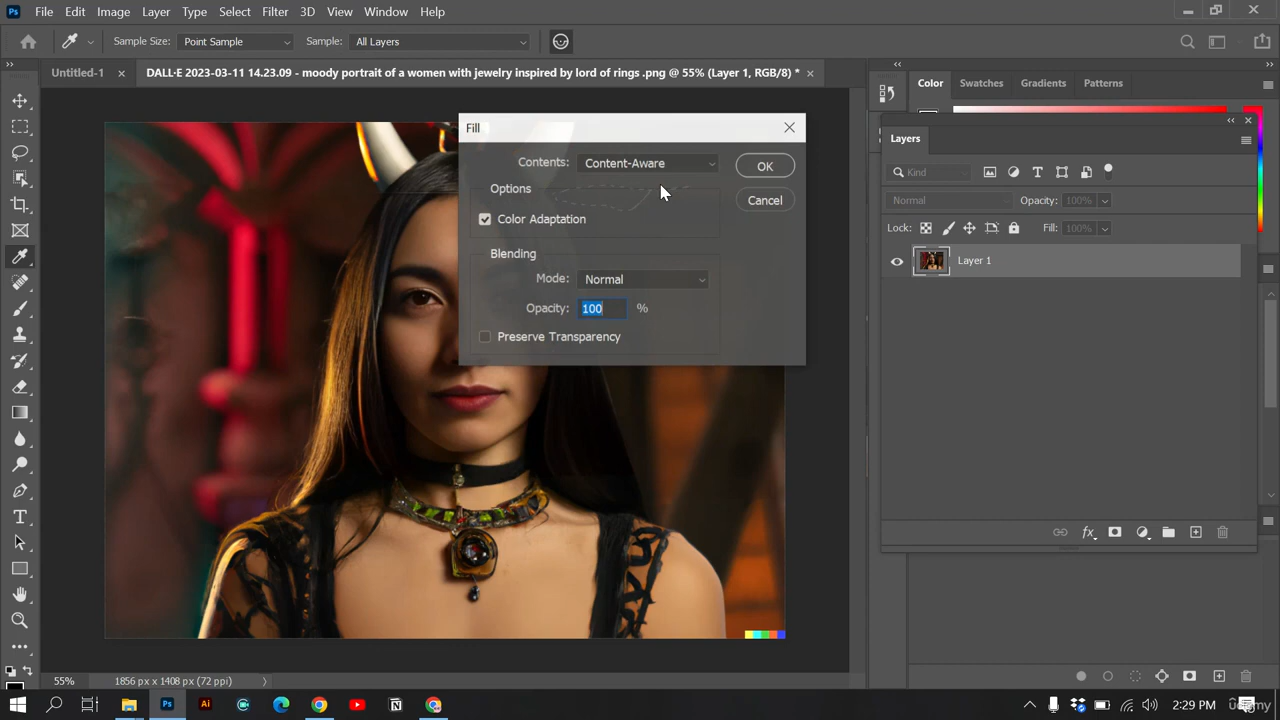 Ps File Edit Image Layer Type Select Filter 3D View Window Help
Sample Size: Point Sample Sample: All Layers
Untitled-1 × DALL·E 2023-03-11 14.23.09 - moody portrait of a women with jewelry inspired by lord of rings .png @ 55% (Layer 1, RGB/8) * ×
Color Swatches Gradients Patterns
Fill
Contents: Content-Aware
OK
Options
Color Adaptation
Cancel
Blending
Mode: Normal
Opacity: 100 %
Preserve Transparency
Layers
Kind
Normal Opacity: 100%
Lock: Fill: 100%
Layer 1
fx
55% 1856 px x 1408 px (72 ppi)
Ps Ai 2:29 PM
udemy